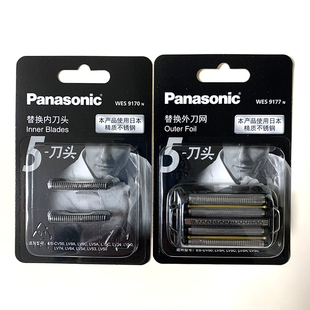 Panasonic
WES 9170 N
替换内刀头
Inner Blades
本产品使用日本
精质不锈钢
5-刀头
Panasonic
WES 9177 N
替换外刀网
Outer Foil
本产品使用日本
精质不锈钢
5-刀头